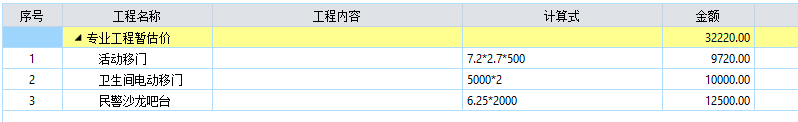 序号 工程名称 工程内容 计算式 金额
专业工程暂估价 32220.00
1 活动移门 7.2*2.7*500 9720.00
2 卫生间电动移门 5000*2 10000.00
3 民警沙龙吧台 6.25*2000 12500.00